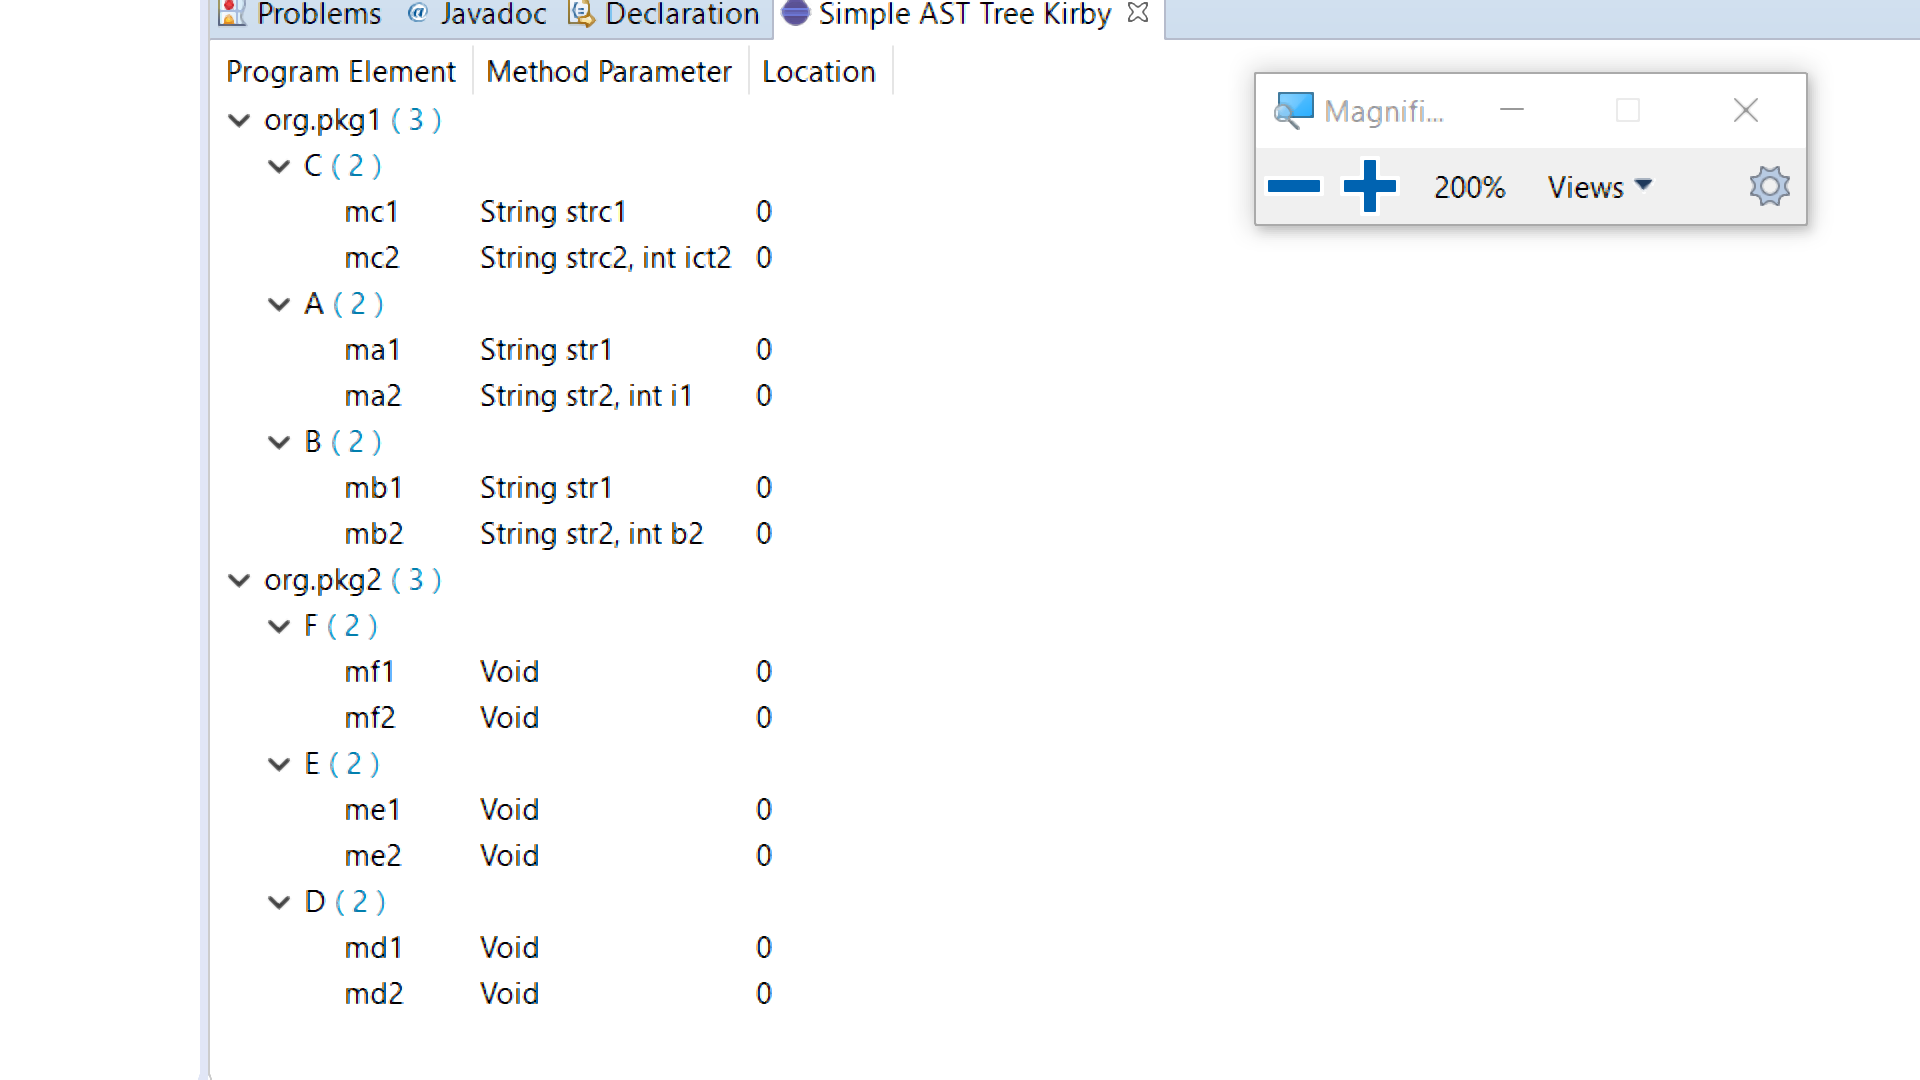 Problems @ Javadoc Declaration Simple AST Tree Kirby
Program Element Method Parameter Location
org.pkg1 ( 3 )
C ( 2 )
mc1 String strc1 0
mc2 String strc2, int ict2 0
A ( 2 )
ma1 String str1 0
ma2 String str2, int i1 0
B ( 2 )
mb1 String str1 0
mb2 String str2, int b2 0
org.pkg2 ( 3 )
F ( 2 )
mf1 Void 0
mf2 Void 0
E ( 2 )
me1 Void 0
me2 Void 0
D ( 2 )
md1 Void 0
md2 Void 0
Magnifi...
200% Views